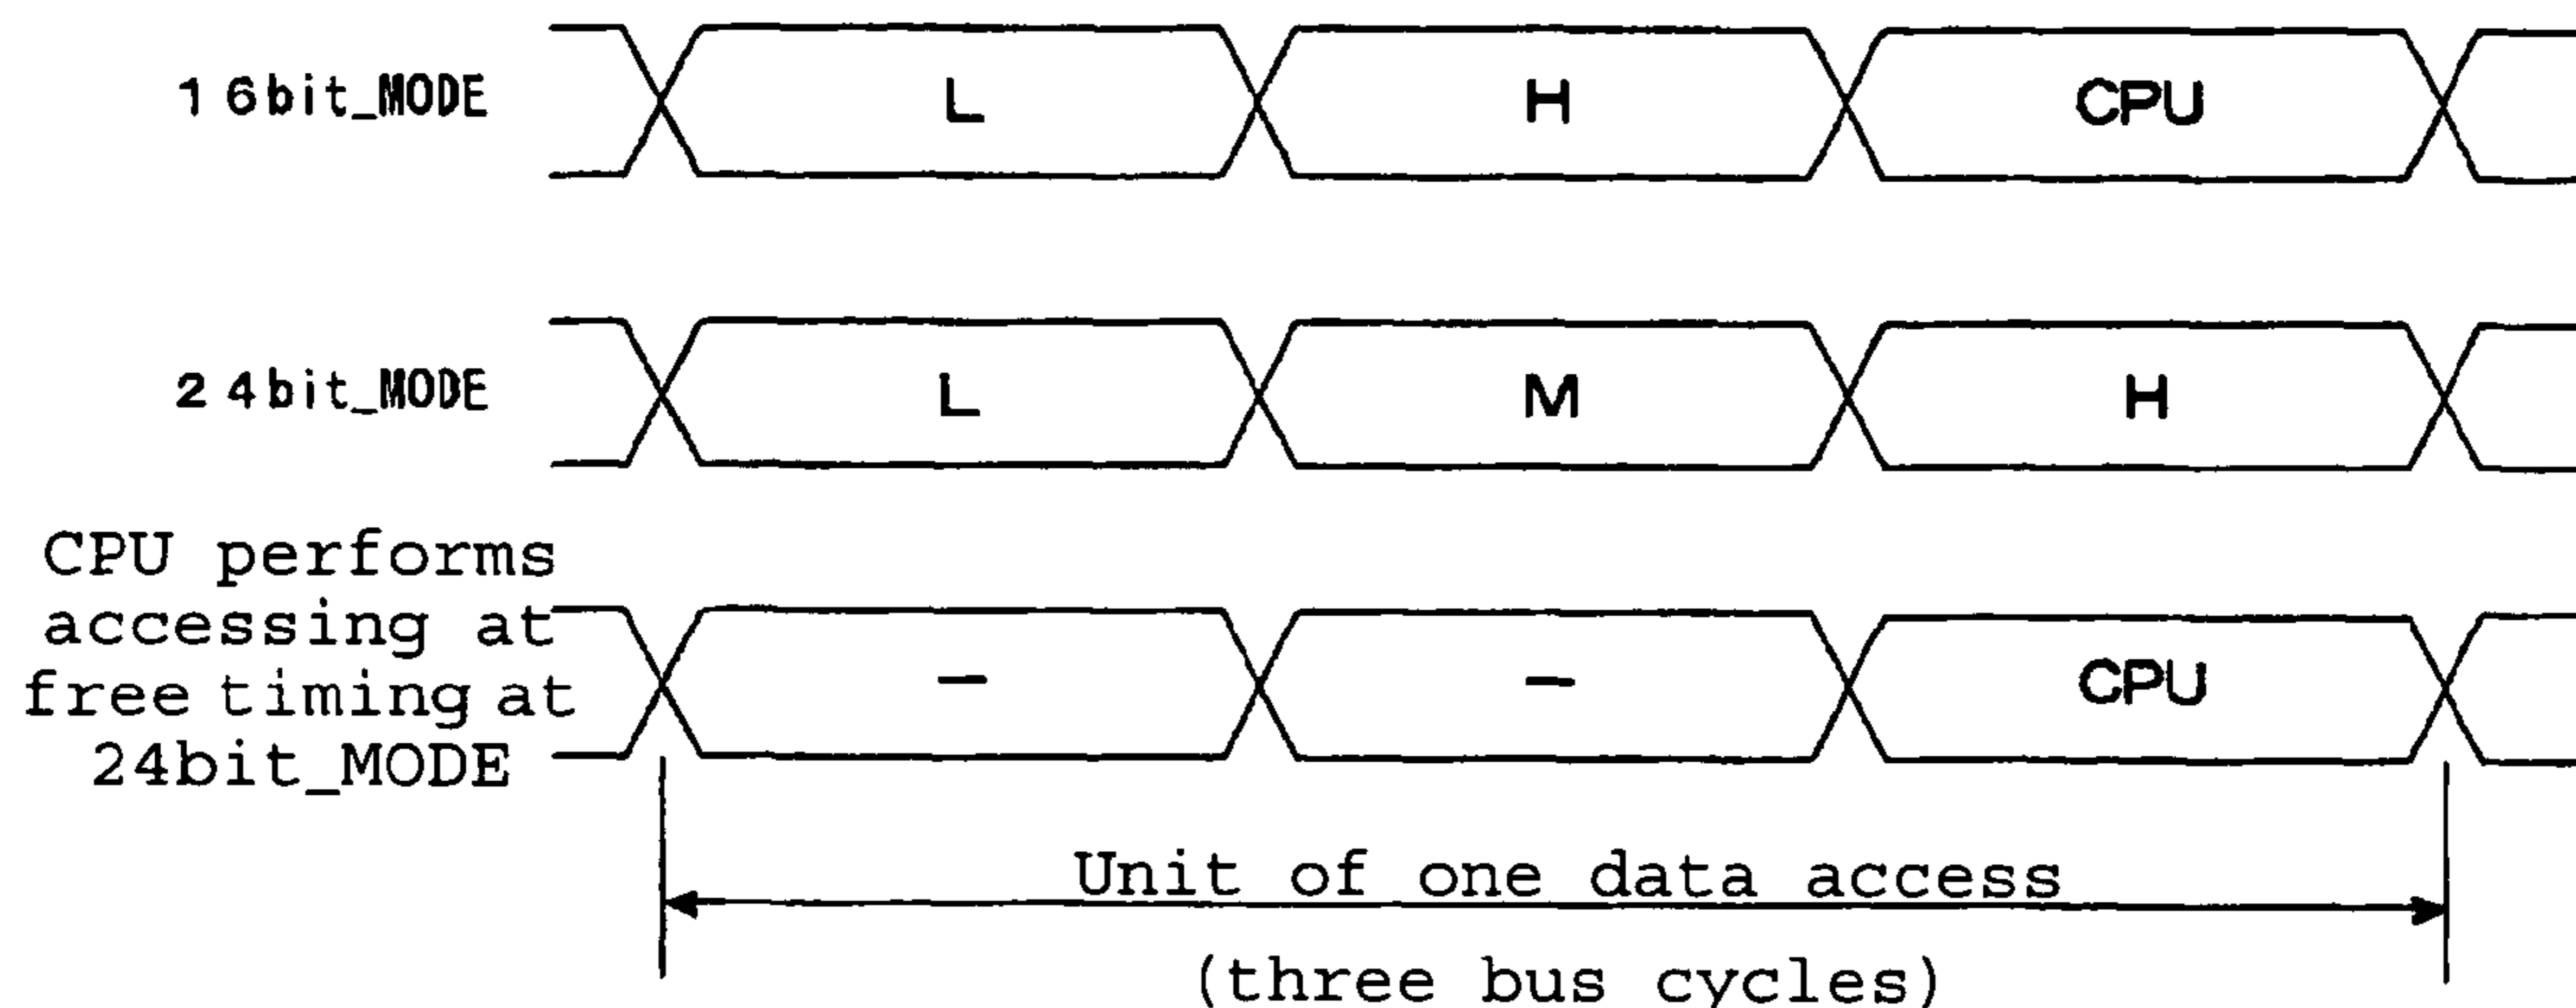 16bit_MODE L H CPU
24bit_MODE L M H
CPU performs
accessing at
free timing at
24bit_MODE
– – CPU
Unit of one data access
(three bus cycles)